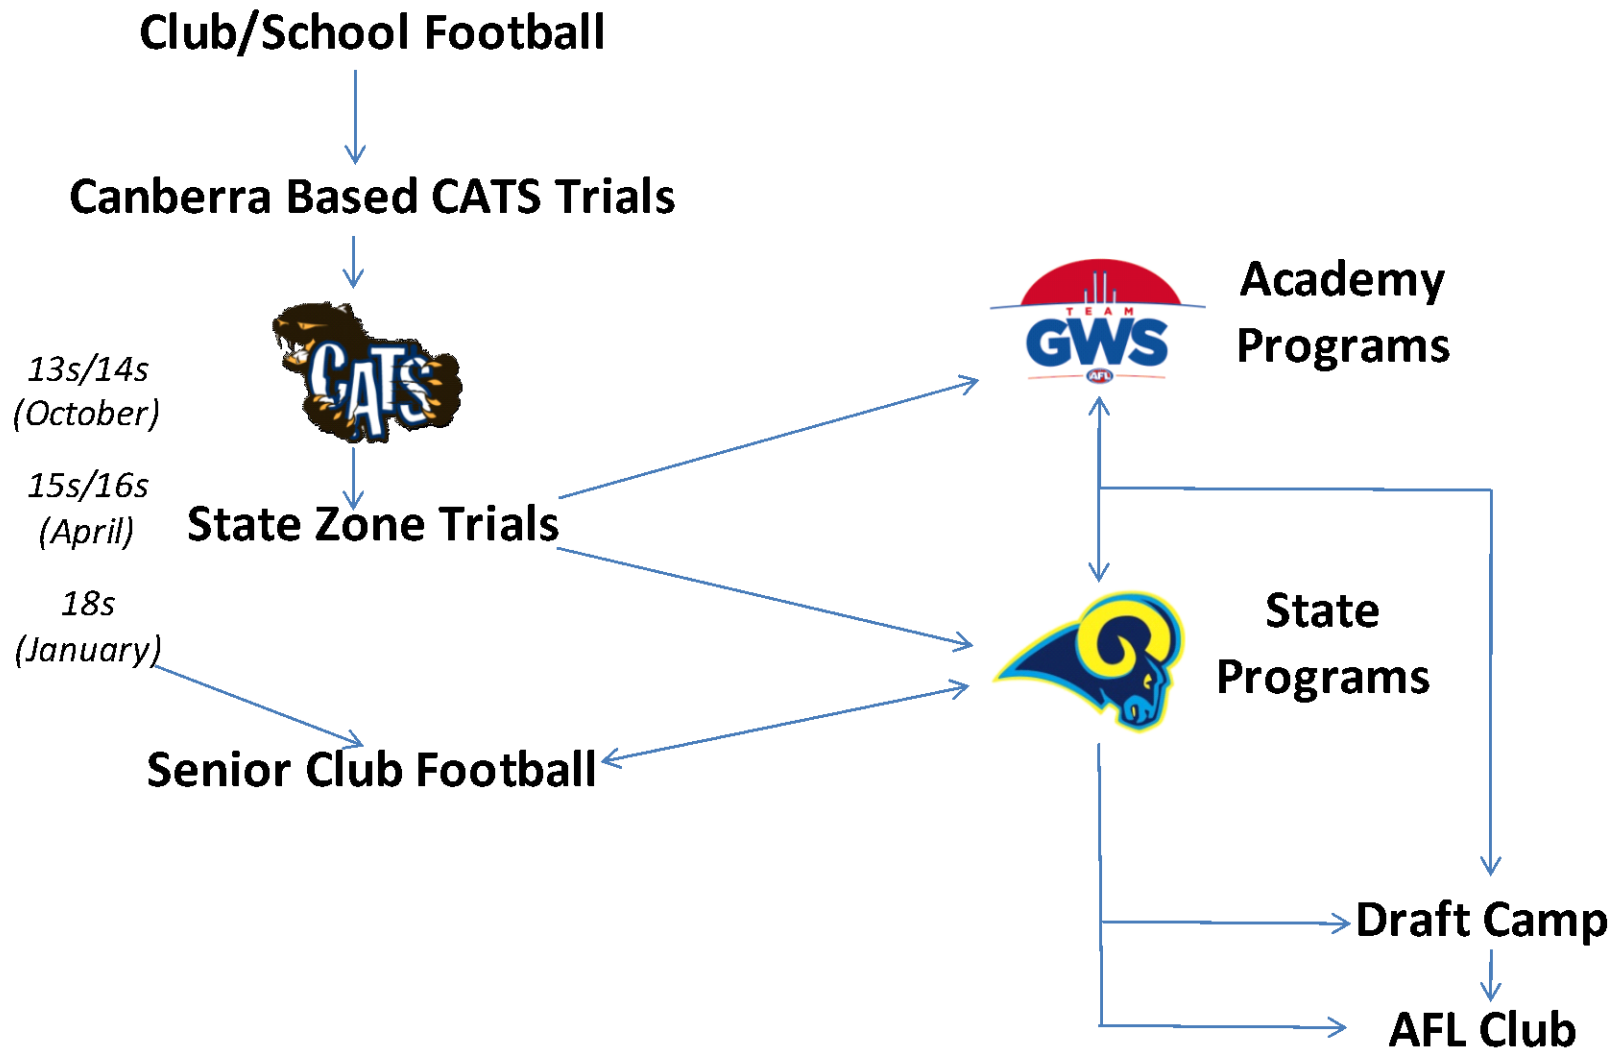 Club/School Football
Canberra Based CATS Trials
CATS
13s/14s
(October)
15s/16s
(April)
State Zone Trials
18s
(January)
Senior Club Football
TEAM
GWS
AFL
Academy
Programs
State
Programs
Draft Camp
AFL Club